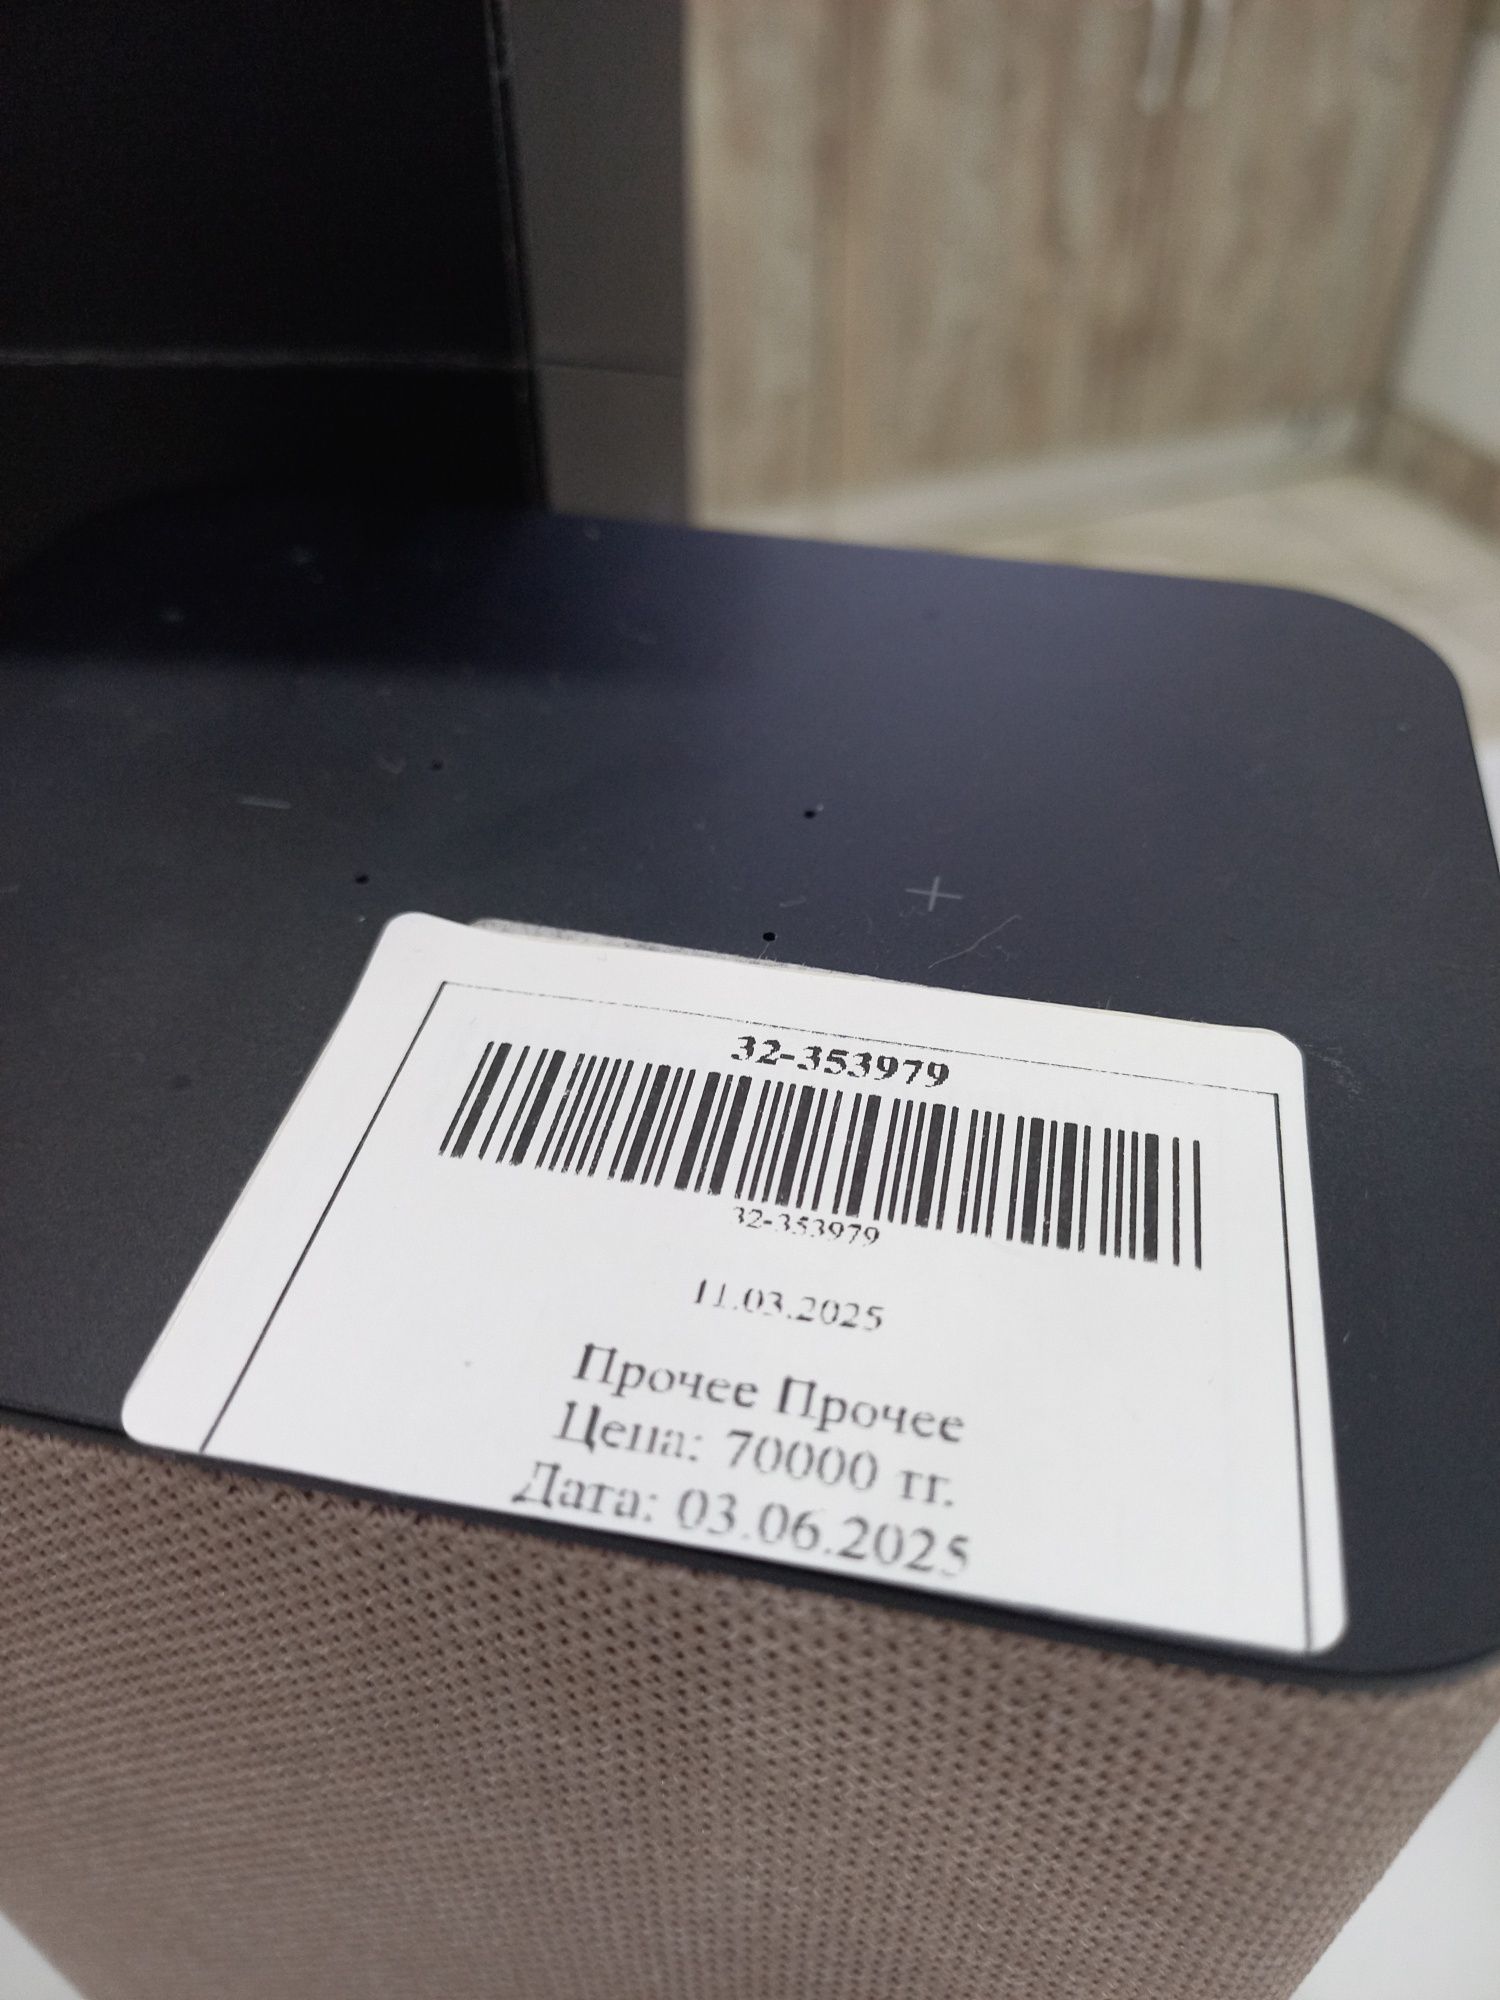 32-353979
32-353979
11.03.2025
Прочее Прочее
Цена: 70000 тг.
Дата: 03.06.2025